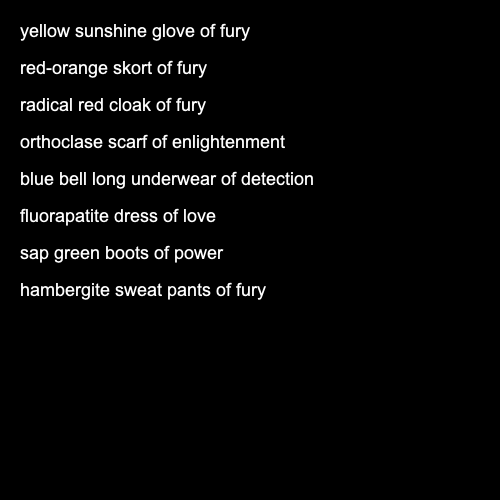 yellow sunshine glove of fury
red-orange skort of fury
radical red cloak of fury
orthoclase scarf of enlightenment
blue bell long underwear of detection
fluorapatite dress of love
sap green boots of power
hambergite sweat pants of fury